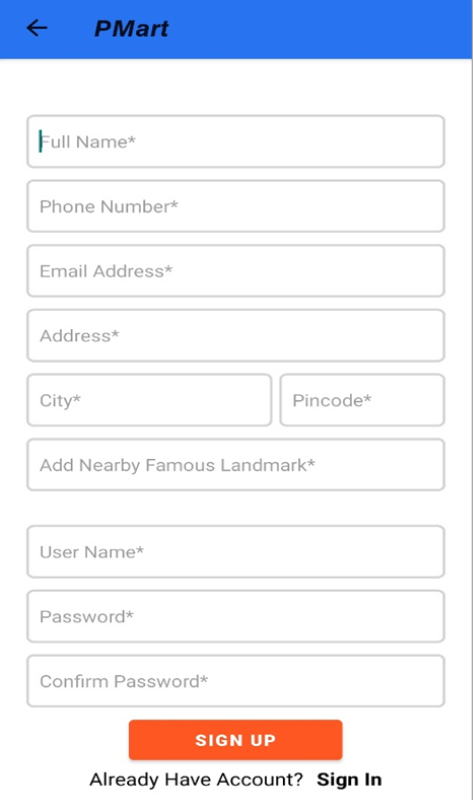 PMart
Full Name*
Phone Number*
Email Address*
Address*
City* Pincode*
Add Nearby Famous Landmark*
User Name*
Password*
Confirm Password*
SIGN UP
Already Have Account? Sign In